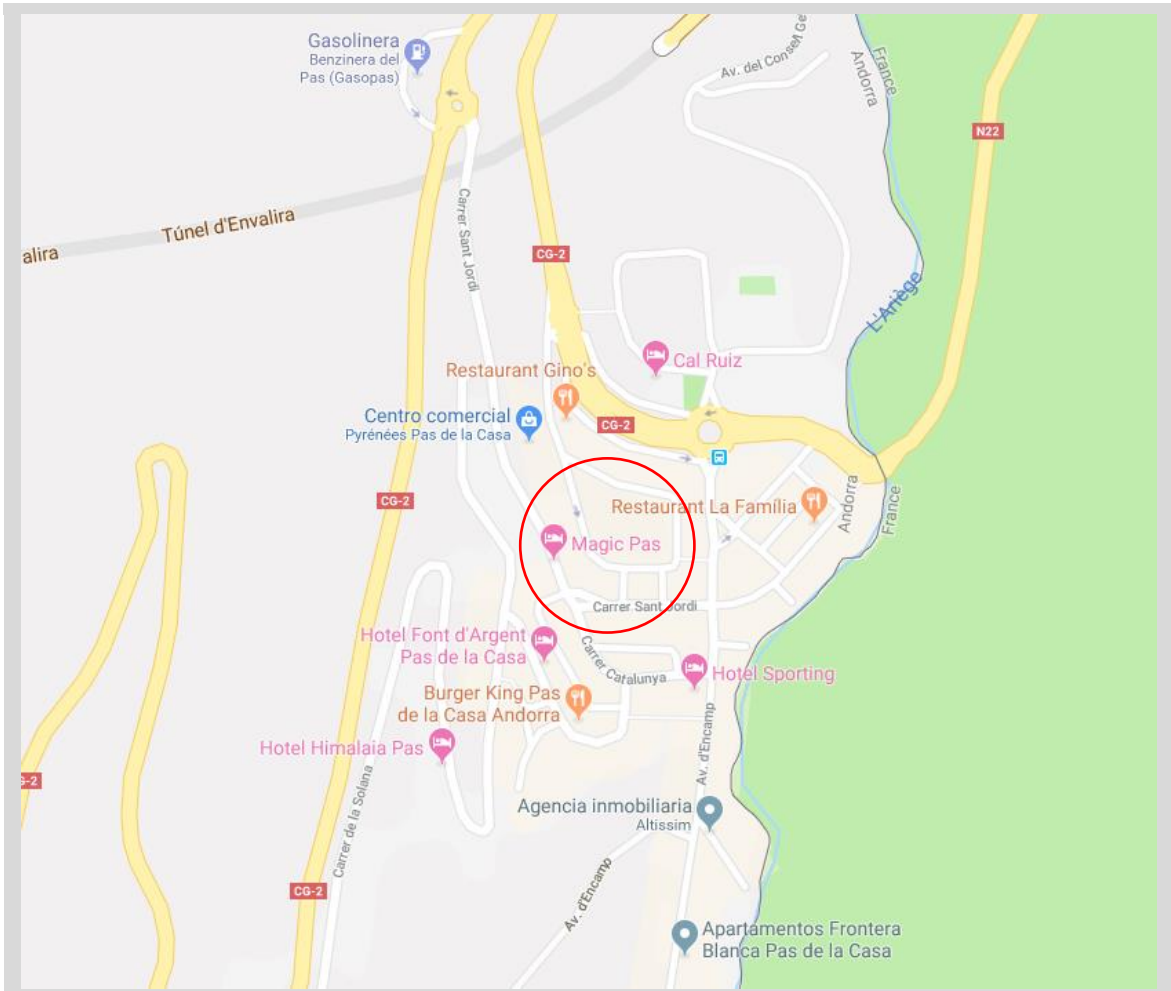 Gasolinera
Benzinera del
Pas (Gasopas)
Av. del Consell Ge
France
Andorra
N22
Túnel d'Envalira
alira
Carrer Sant Jordi
CG-2
L'Ariège
Cal Ruiz
Restaurant Gino's
Centro comercial
Pyrénées Pas de la Casa
CG-2
CG-2
Restaurant La Família
Andorra
France
Magic Pas
Carrer Sant Jordi
Hotel Font d'Argent
Pas de la Casa
Carrer Catalunya
Hotel Sporting
Burger King Pas
de la Casa Andorra
Hotel Himalaia Pas
Av. d'Encamp
G-2
Carrer de la Solana
Agencia inmobiliaria
Altissim
CG-2
Av. d'Encamp
Apartamentos Frontera
Blanca Pas de la Casa